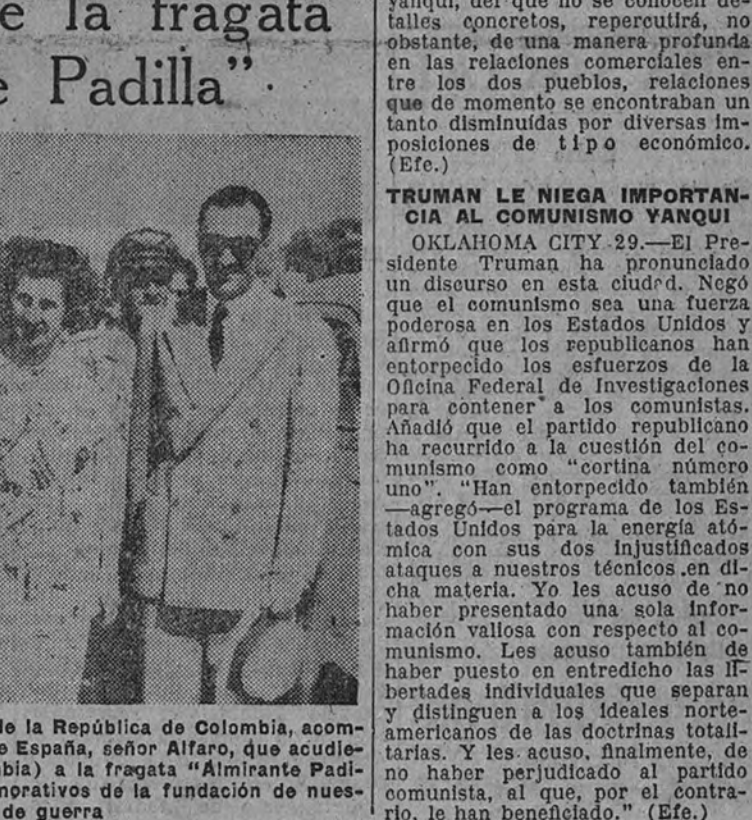 e la fragata
e Padilla”
de la República de Colombia, acom-
e España, señor Alfaro, que acudie-
mbia) a la fragata “Almirante Padi-
morativos de la fundación de nues-
de guerra
yanqui, del que no se conocen de-
talles concretos, repercutirá, no
obstante, de una manera profunda
en las relaciones comerciales en-
tre los dos pueblos, relaciones
que de momento se encontraban un
tanto disminuídas por diversas im-
posiciones de tipo económico.
(Efe.)
TRUMAN LE NIEGA IMPORTAN-
CIA AL COMUNISMO YANQUI
OKLAHOMA CITY 29.—El Pre-
sidente Truman ha pronunciado
un discurso en esta ciudad. Negó
que el comunismo sea una fuerza
poderosa en los Estados Unidos y
afirmó que los republicanos han
entorpecido los esfuerzos de la
Oficina Federal de Investigaciones
para contener a los comunistas.
Añadió que el partido republicano
ha recurrido a la cuestión del co-
munismo como “cortina número
uno”. “Han entorpecido también
—agregó—el programa de los Es-
tados Unidos para la energía ató-
mica con sus dos injustificados
ataques a nuestros técnicos en di-
cha materia. Yo les acuso de no
haber presentado una sola infor-
mación valiosa con respecto al co-
munismo. Les acuso también de
haber puesto en entredicho las li-
bertades individuales que separan
y distinguen a los ideales norte-
americanos de las doctrinas totali-
tarias. Y les acuso, finalmente, de
no haber perjudicado al partido
comunista, al que, por el contra-
rio, le han beneficiado.” (Efe.)